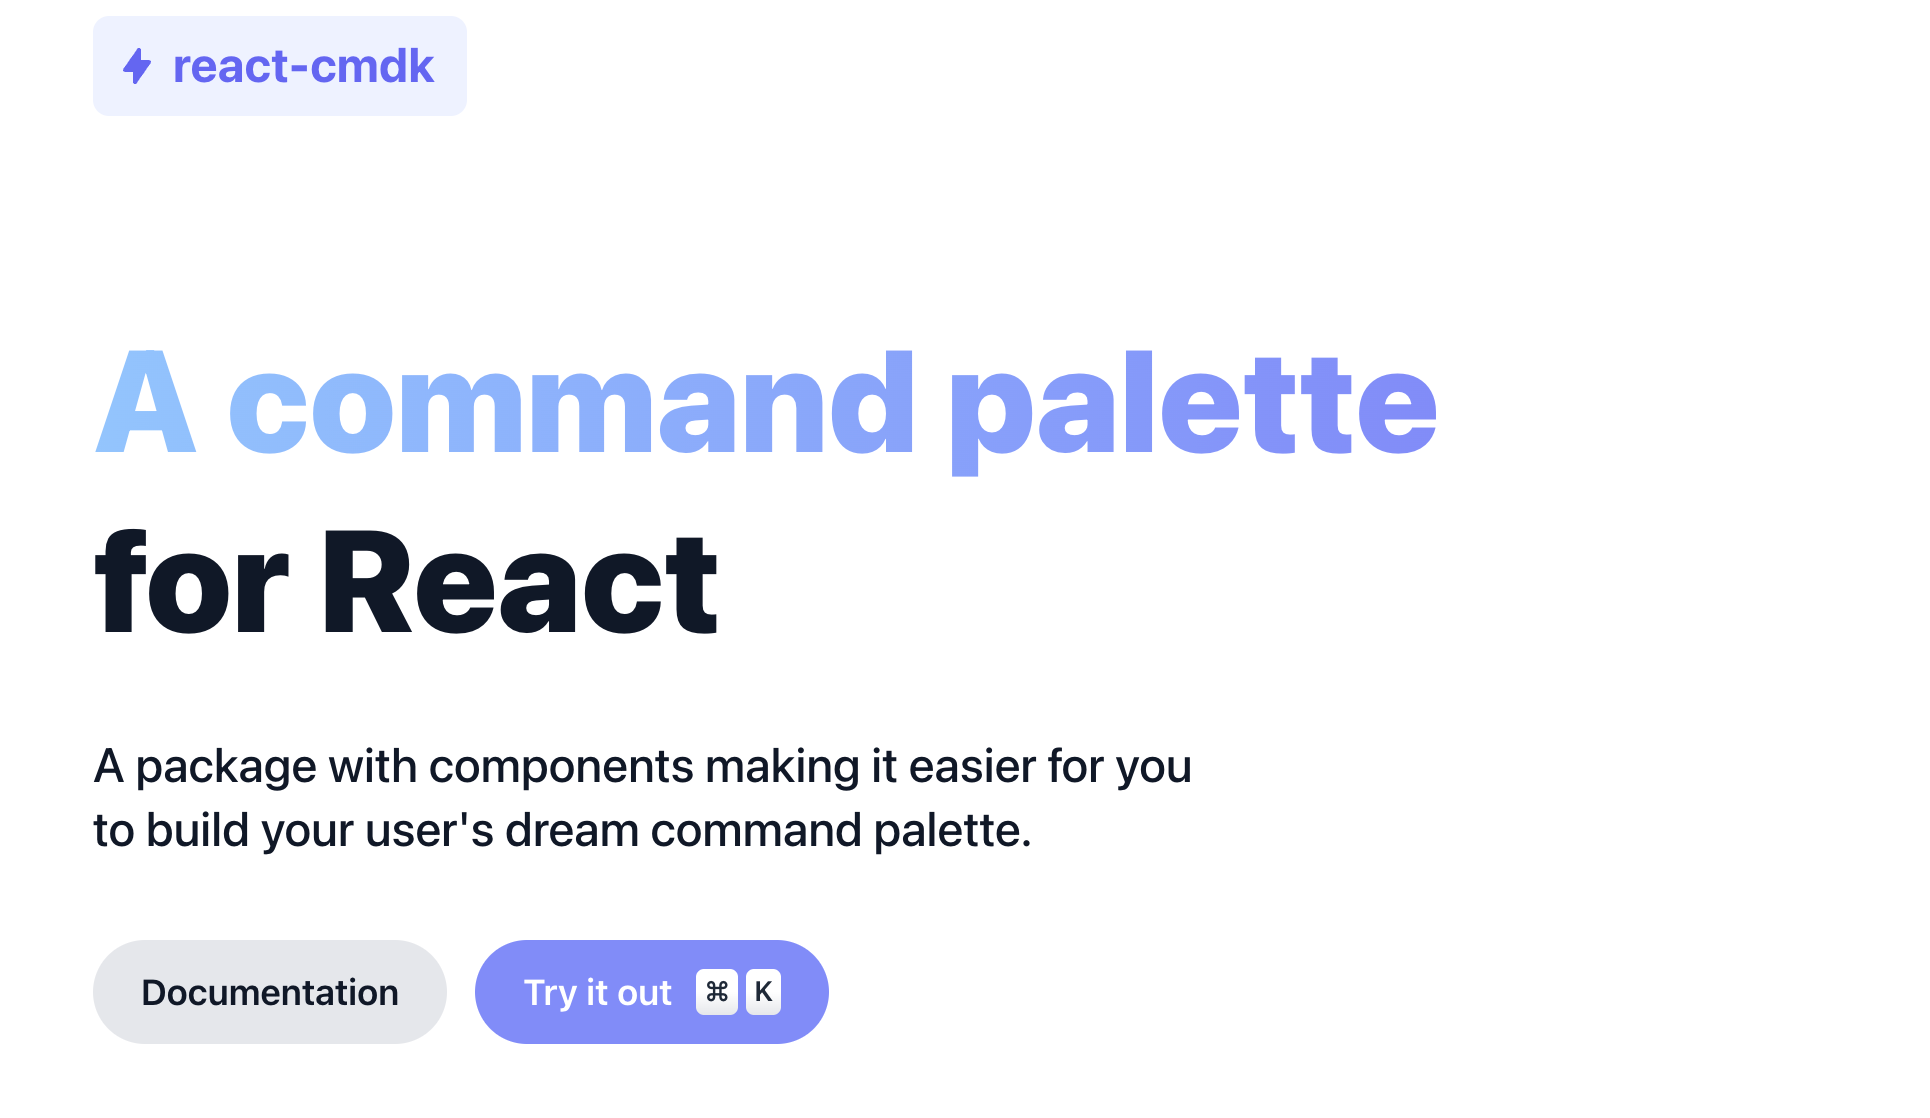 react-cmdk
A command palette
for React
A package with components making it easier for you
to build your user's dream command palette.
Documentation
Try it out ⌘ K